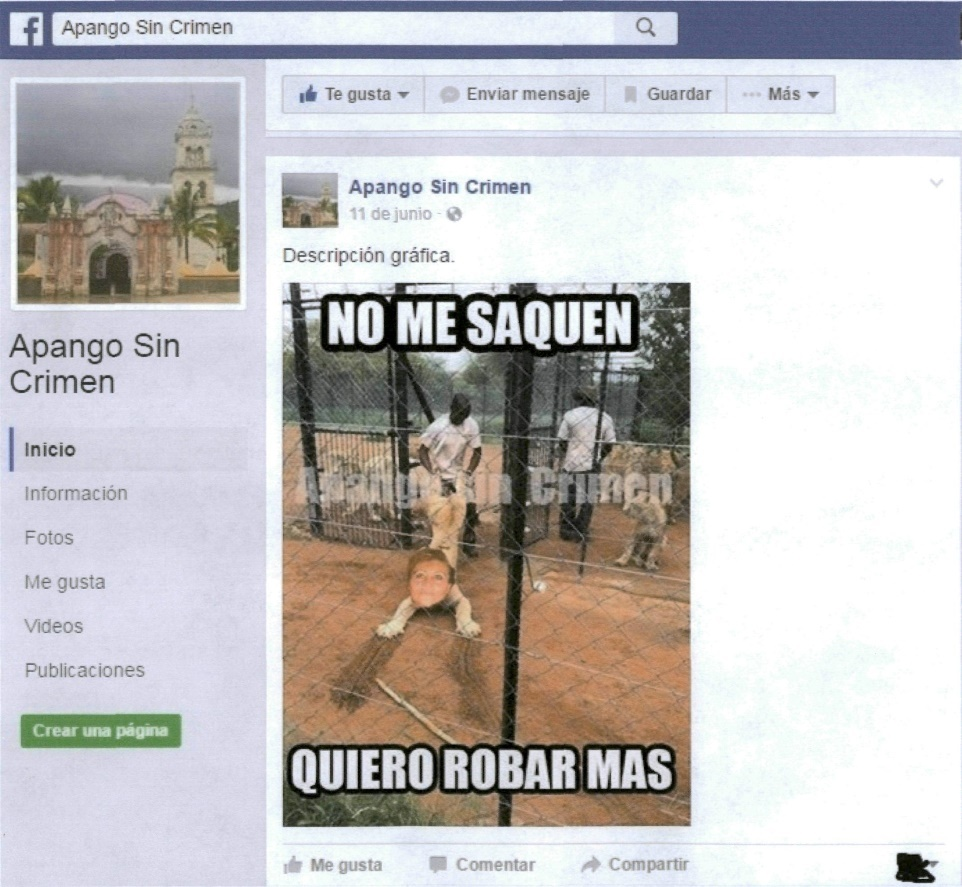 f Apango Sin Crimen
Te gusta Enviar mensaje Guardar ··· Más
Apango Sin Crimen
11 de junio ·
Descripción gráfica.
NO ME SAQUEN
Apango Sin Crimen
QUIERO ROBAR MAS
Apango Sin
Crimen
Inicio
Información
Fotos
Me gusta
Videos
Publicaciones
Crear una página
Me gusta Comentar Compartir